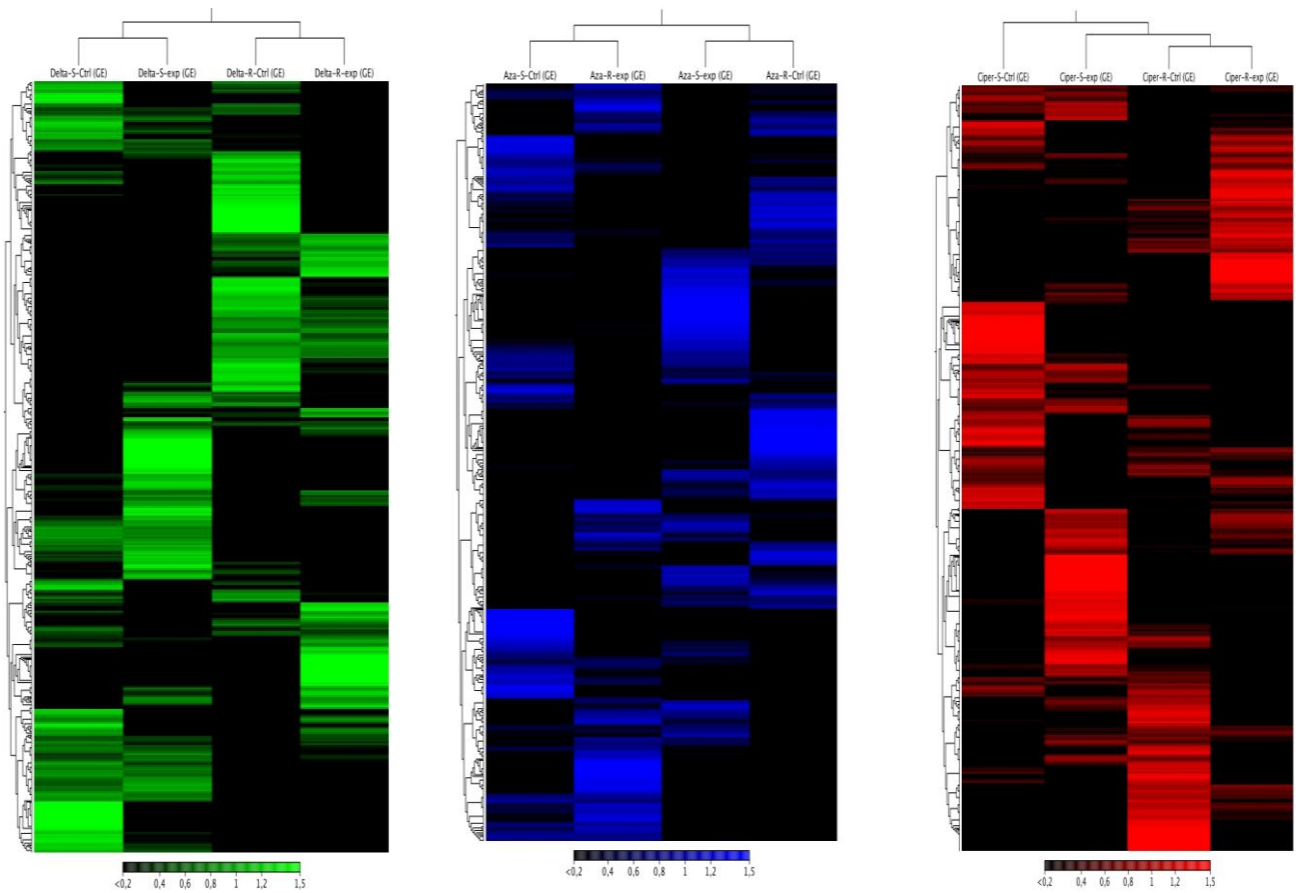 Delta-S-Ctrl (GE) Delta-S-exp (GE) Delta-R-Ctrl (GE) Delta-R-exp (GE)
Aza-S-Ctrl (GE) Aza-R-exp (GE) Aza-S-exp (GE) Aza-R-Ctrl (GE)
Ciper-S-Ctrl (GE) Ciper-S-exp (GE) Ciper-R-Ctrl (GE) Ciper-R-exp (GE)
<0,2 0,4 0,6 0,8 1 1,2 1,5
<0,2 0,4 0,6 0,8 1 1,2 1,5
<0,2 0,4 0,6 0,8 1 1,2 1,5